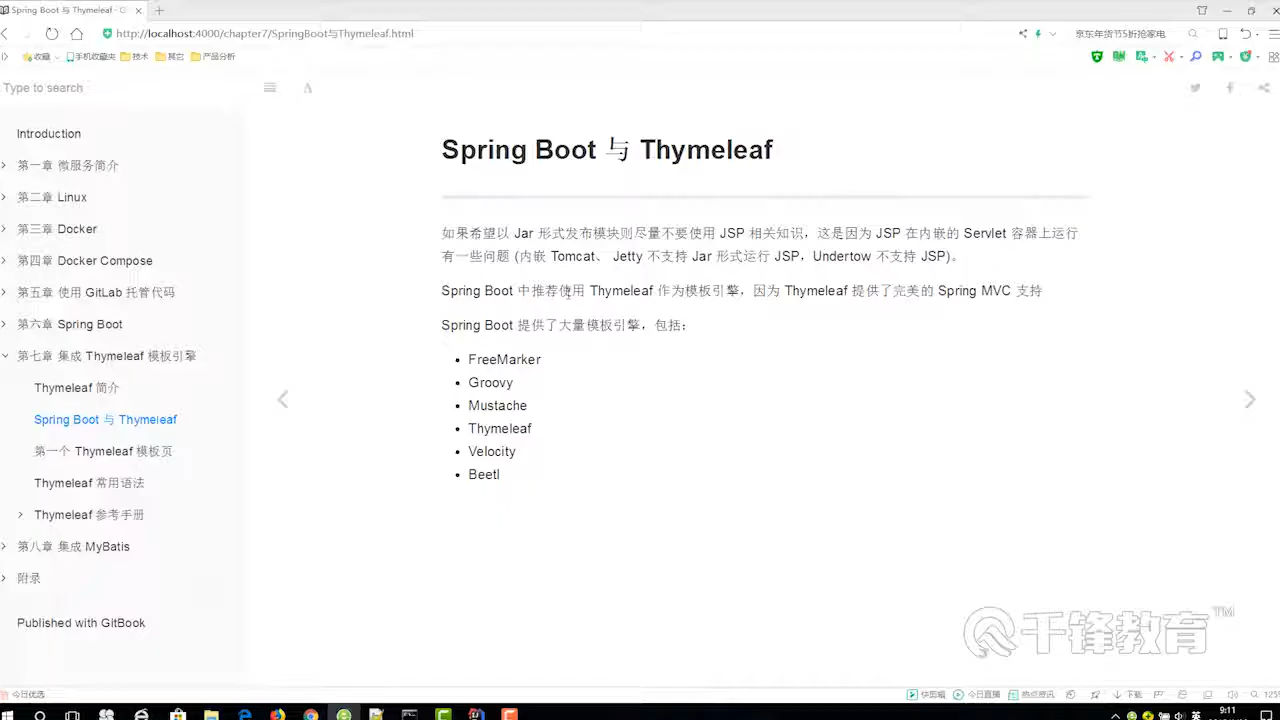 Spring Boot 与 Thymeleaf - G
http://localhost:4000/chapter7/SpringBoot与Thymeleaf.html
京东年货节5折抢家电
收藏 手机收藏夹 技术 其它 产品分析
Type to search
Introduction
第一章 微服务简介
第二章 Linux
第三章 Docker
第四章 Docker Compose
第五章 使用 GitLab 托管代码
第六章 Spring Boot
第七章 集成 Thymeleaf 模板引擎
Thymeleaf 简介
Spring Boot 与 Thymeleaf
第一个 Thymeleaf 模板页
Thymeleaf 常用语法
Thymeleaf 参考手册
第八章 集成 MyBatis
附录
Published with GitBook
Spring Boot 与 Thymeleaf
如果希望以 Jar 形式发布模块则尽量不要使用 JSP 相关知识，这是因为 JSP 在内嵌的 Servlet 容器上运行
有一些问题 (内嵌 Tomcat、 Jetty 不支持 Jar 形式运行 JSP，Undertow 不支持 JSP)。
Spring Boot 中推荐使用 Thymeleaf 作为模板引擎，因为 Thymeleaf 提供了完美的 Spring MVC 支持
Spring Boot 提供了大量模板引擎，包括：
FreeMarker
Groovy
Mustache
Thymeleaf
Velocity
Beetl
千锋教育™
今日优选
快剪辑 今日直播 热点资讯 下载
英
9:11